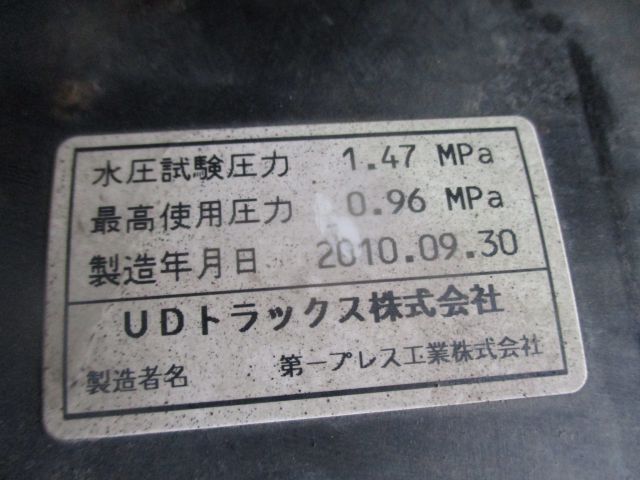 水圧試験圧力 1.47 MPa
最高使用圧力 0.96 MPa
製造年月日 2010.09.30
UDトラックス株式会社
製造者名 第一プレス工業株式会社